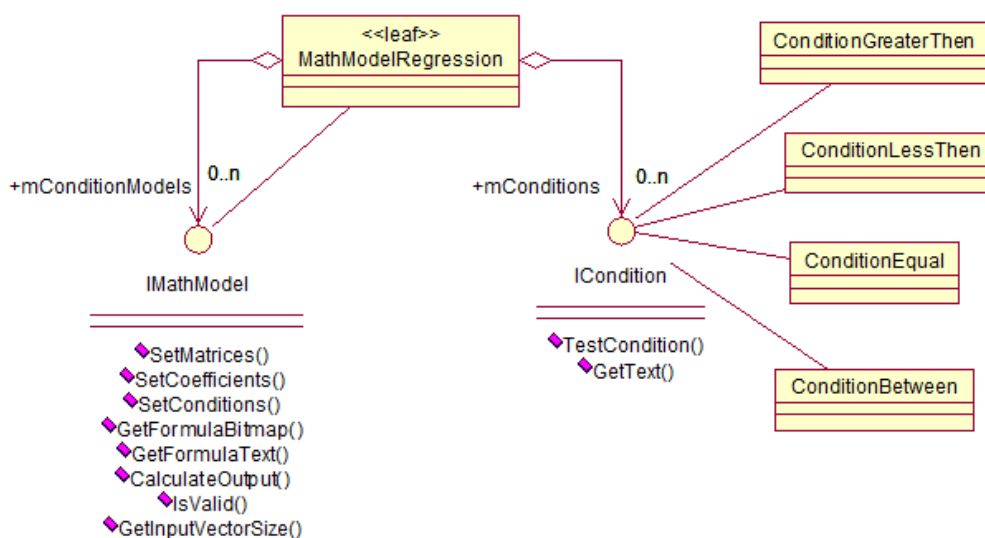 <<leaf>>
MathModelRegression
+mConditionModels
0..n
IMathModel
SetMatrices()
SetCoefficients()
SetConditions()
GetFormulaBitmap()
GetFormulaText()
CalculateOutput()
IsValid()
GetInputVectorSize()
+mConditions
0..n
ICondition
TestCondition()
GetText()
ConditionGreaterThen
ConditionLessThen
ConditionEqual
ConditionBetween